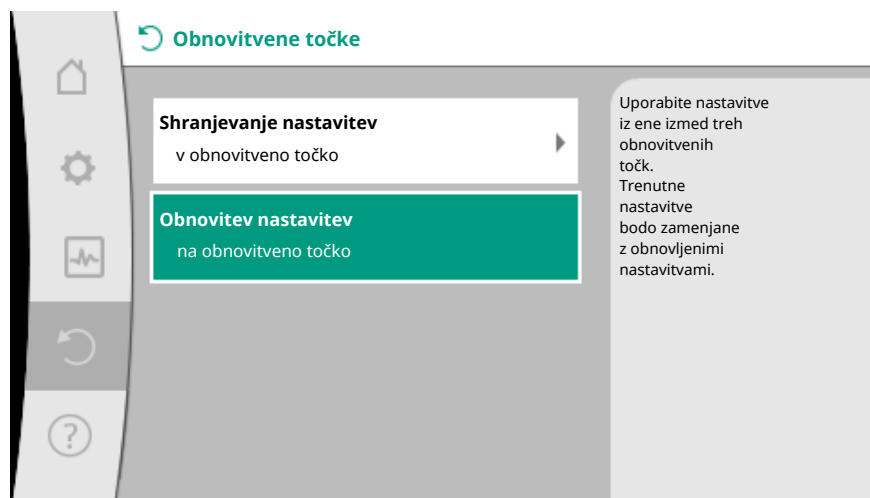 Obnovitvene točke
Shranjevanje nastavitev
v obnovitveno točko
Obnovitev nastavitev
na obnovitveno točko
Uporabite nastavitve
iz ene izmed treh
obnovitvenih
točk.
Trenutne
nastavitve
bodo zamenjane
z obnovljenimi
nastavitvami.
?